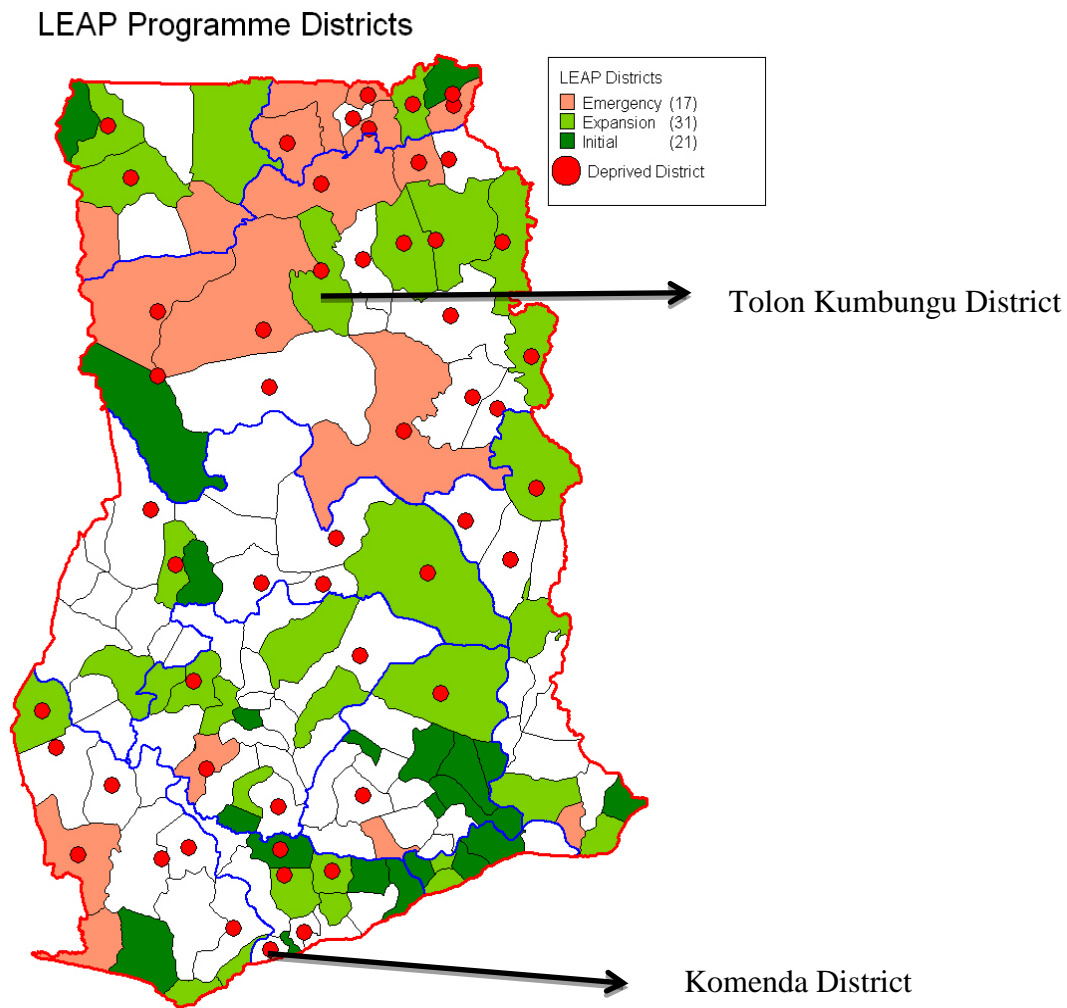 LEAP Programme Districts
LEAP Districts
Emergency (17)
Expansion (31)
Initial (21)
Deprived District
Tolon Kumbungu District
Komenda District